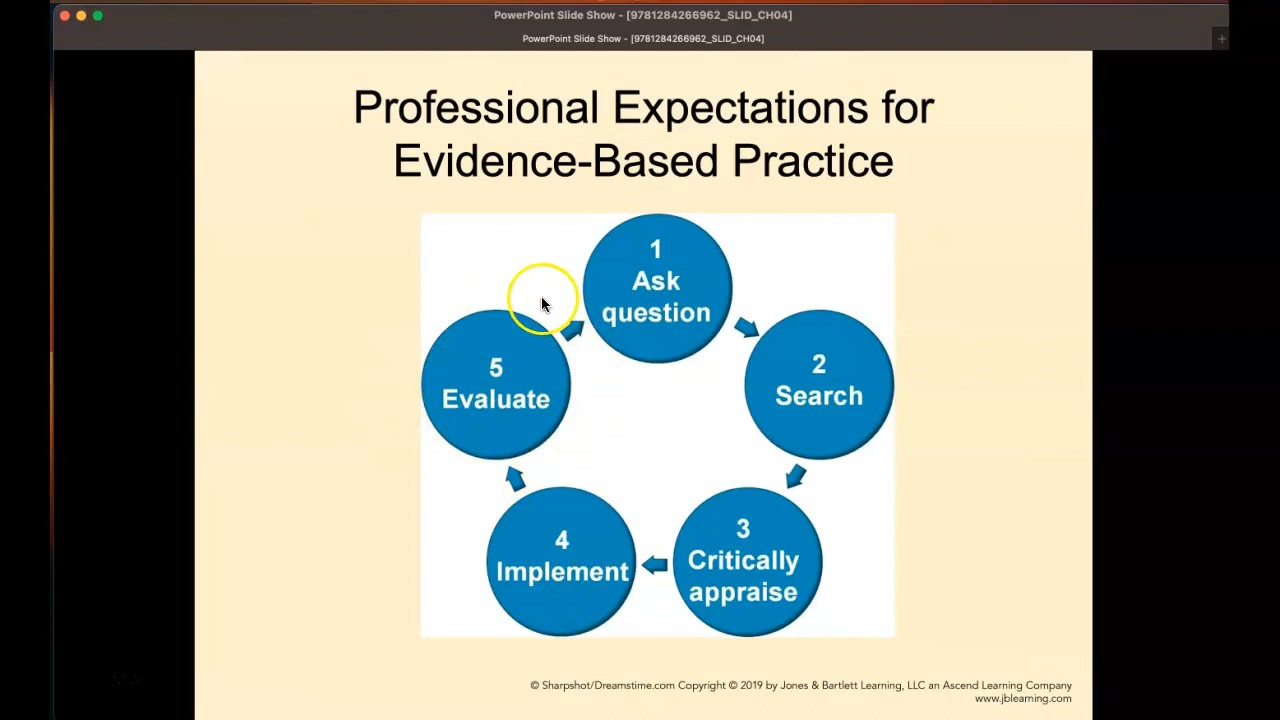 PowerPoint Slide Show - [9781284266962_SLID_CH04]
PowerPoint Slide Show - [9781284266962_SLID_CH04]
Professional Expectations for
Evidence-Based Practice
1
Ask
question
2
Search
3
Critically
appraise
4
Implement
5
Evaluate
© Sharpshot/Dreamstime.com Copyright © 2019 by Jones & Bartlett Learning, LLC an Ascend Learning Company
www.jblearning.com